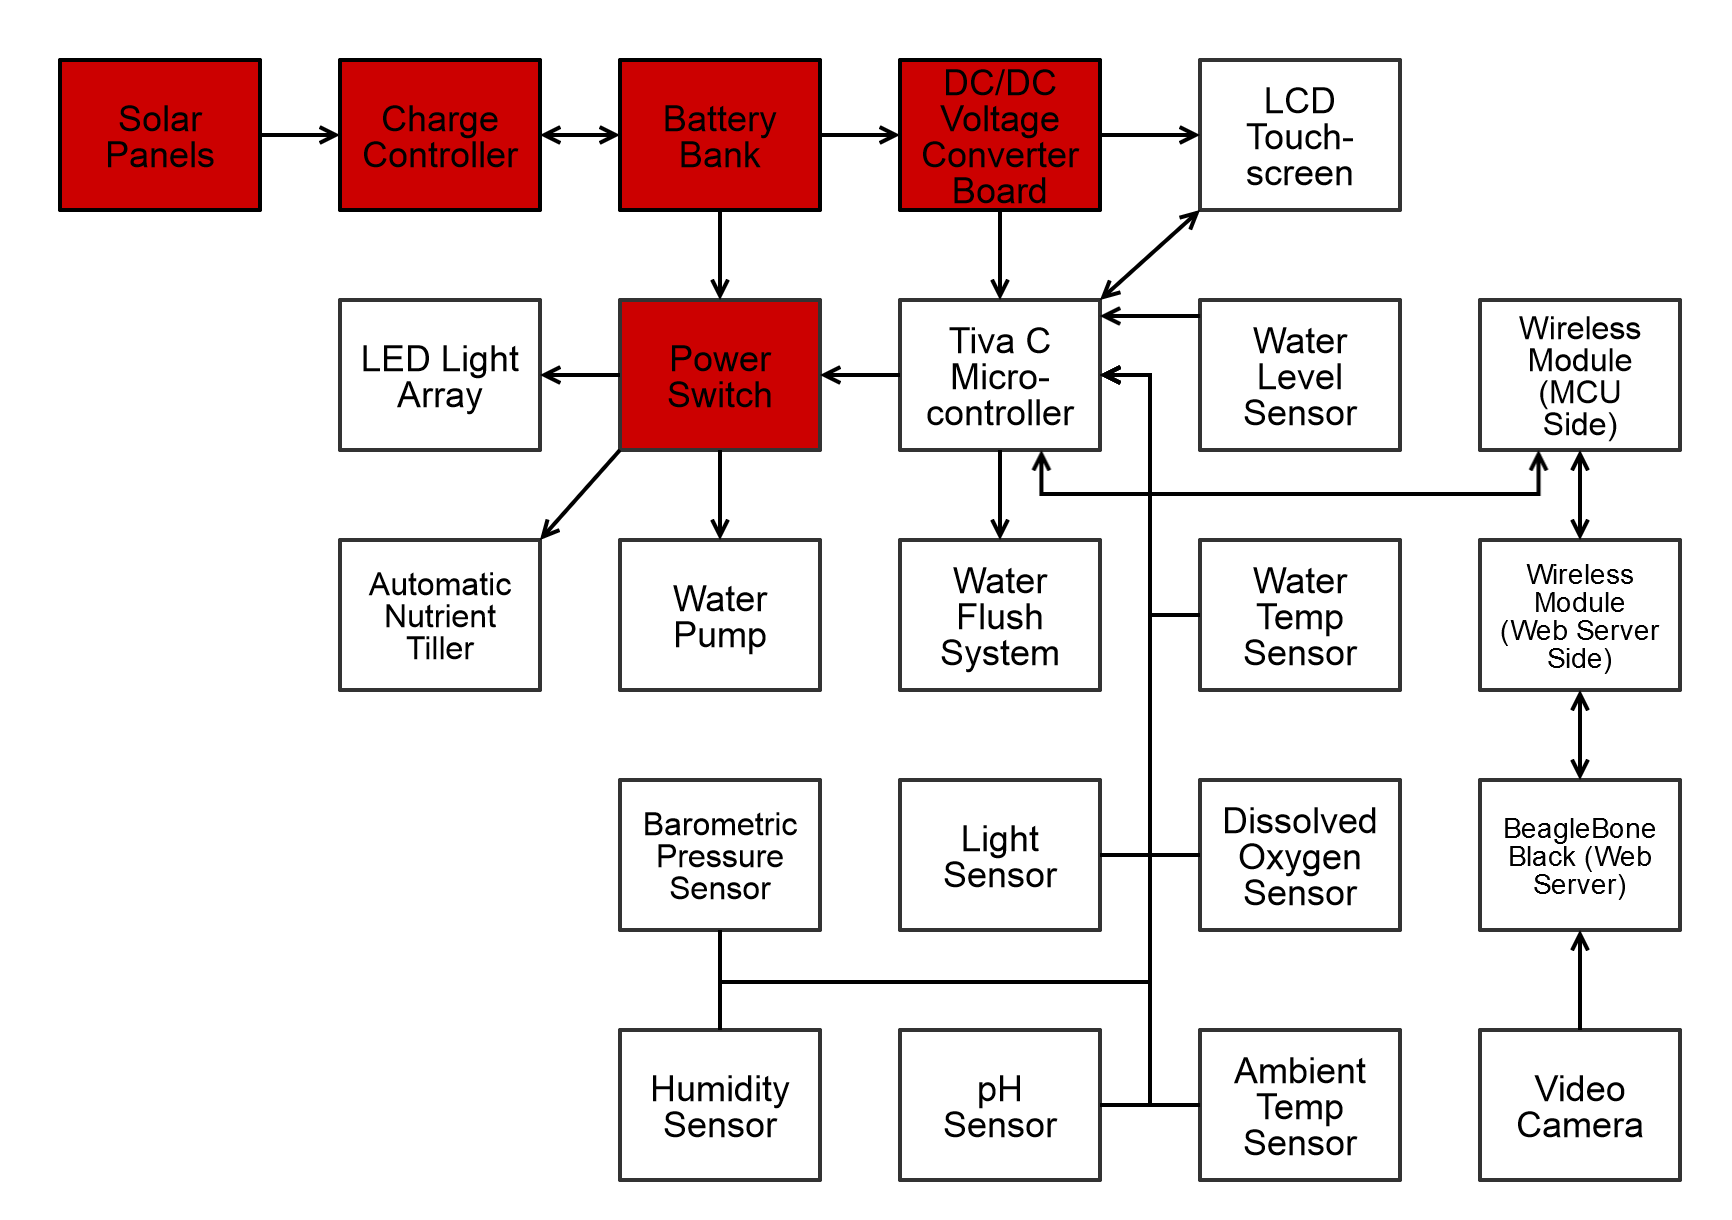 Solar
Panels
Charge
Controller
Battery
Bank
DC/DC
Voltage
Converter
Board
LCD
Touch-
screen
LED Light
Array
Power
Switch
Tiva C
Micro-
controller
Water
Level
Sensor
Wireless
Module
(MCU
Side)
Automatic
Nutrient
Tiller
Water
Pump
Water
Flush
System
Water
Temp
Sensor
Wireless
Module
(Web Server
Side)
Barometric
Pressure
Sensor
Light
Sensor
Dissolved
Oxygen
Sensor
BeagleBone
Black (Web
Server)
Humidity
Sensor
pH
Sensor
Ambient
Temp
Sensor
Video
Camera